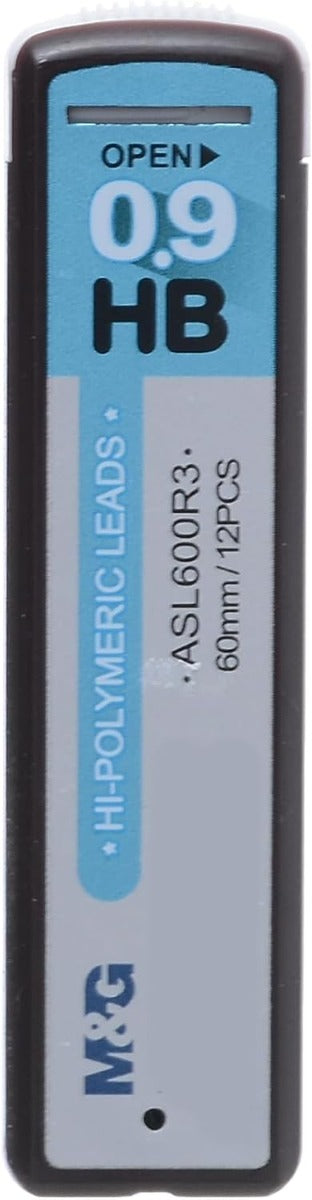 OPEN▶
0.9
HB
★ HI-POLYMERIC LEADS ★
·ASL600R3·
60mm / 12PCS
M&G